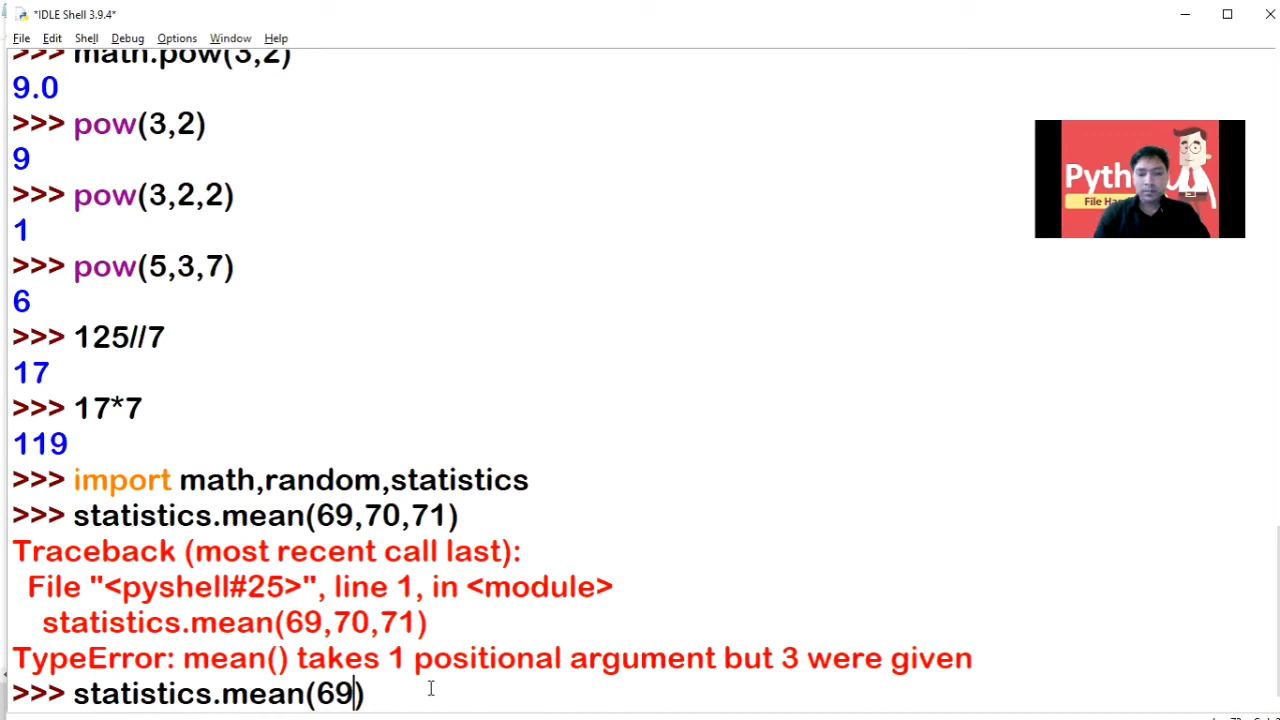 *IDLE Shell 3.9.4*
File Edit Shell Debug Options Window Help
>>> math.pow(3,2)
9.0
>>> pow(3,2)
9
>>> pow(3,2,2)
1
>>> pow(5,3,7)
6
>>> 125//7
17
>>> 17*7
119
>>> import math,random,statistics
>>> statistics.mean(69,70,71)
Traceback (most recent call last):
File "<pyshell#25>", line 1, in <module>
statistics.mean(69,70,71)
TypeError: mean() takes 1 positional argument but 3 were given
>>> statistics.mean(69)
File